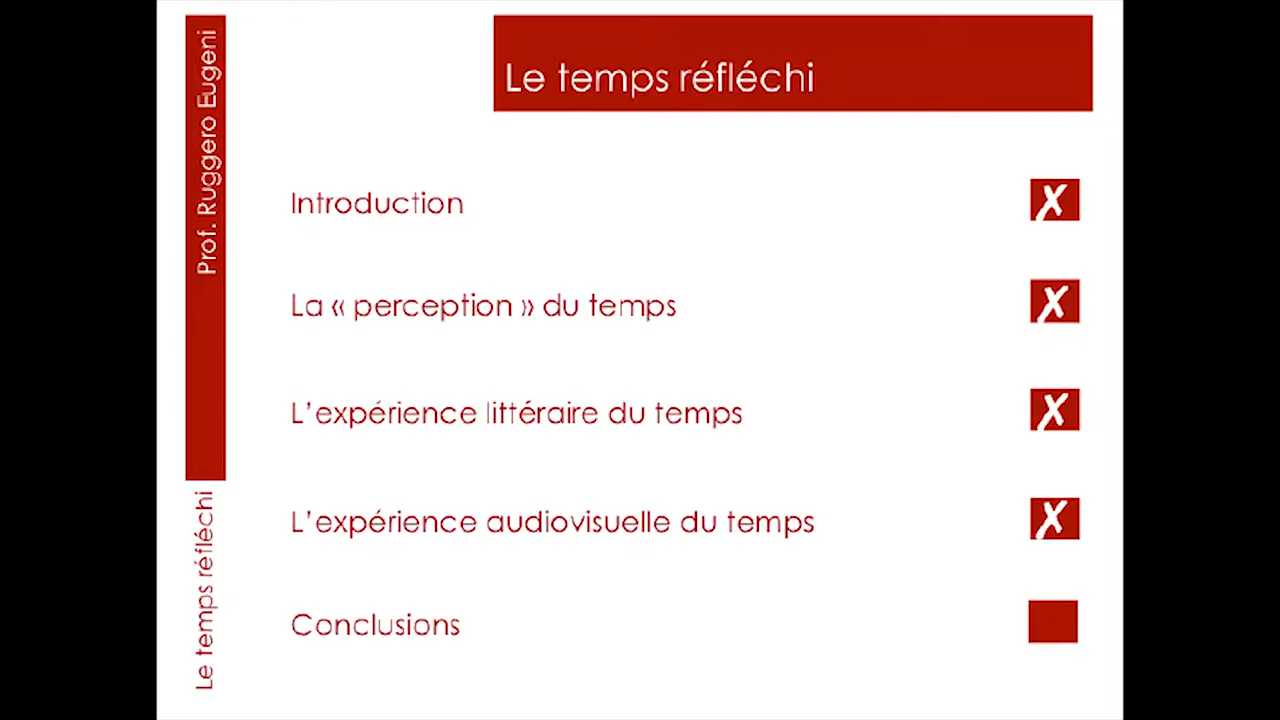 Prof. Ruggero Eugeni
Le temps réfléchi
Le temps réfléchi
Introduction
X
La « perception » du temps
X
L’expérience littéraire du temps
X
L’expérience audiovisuelle du temps
X
Conclusions